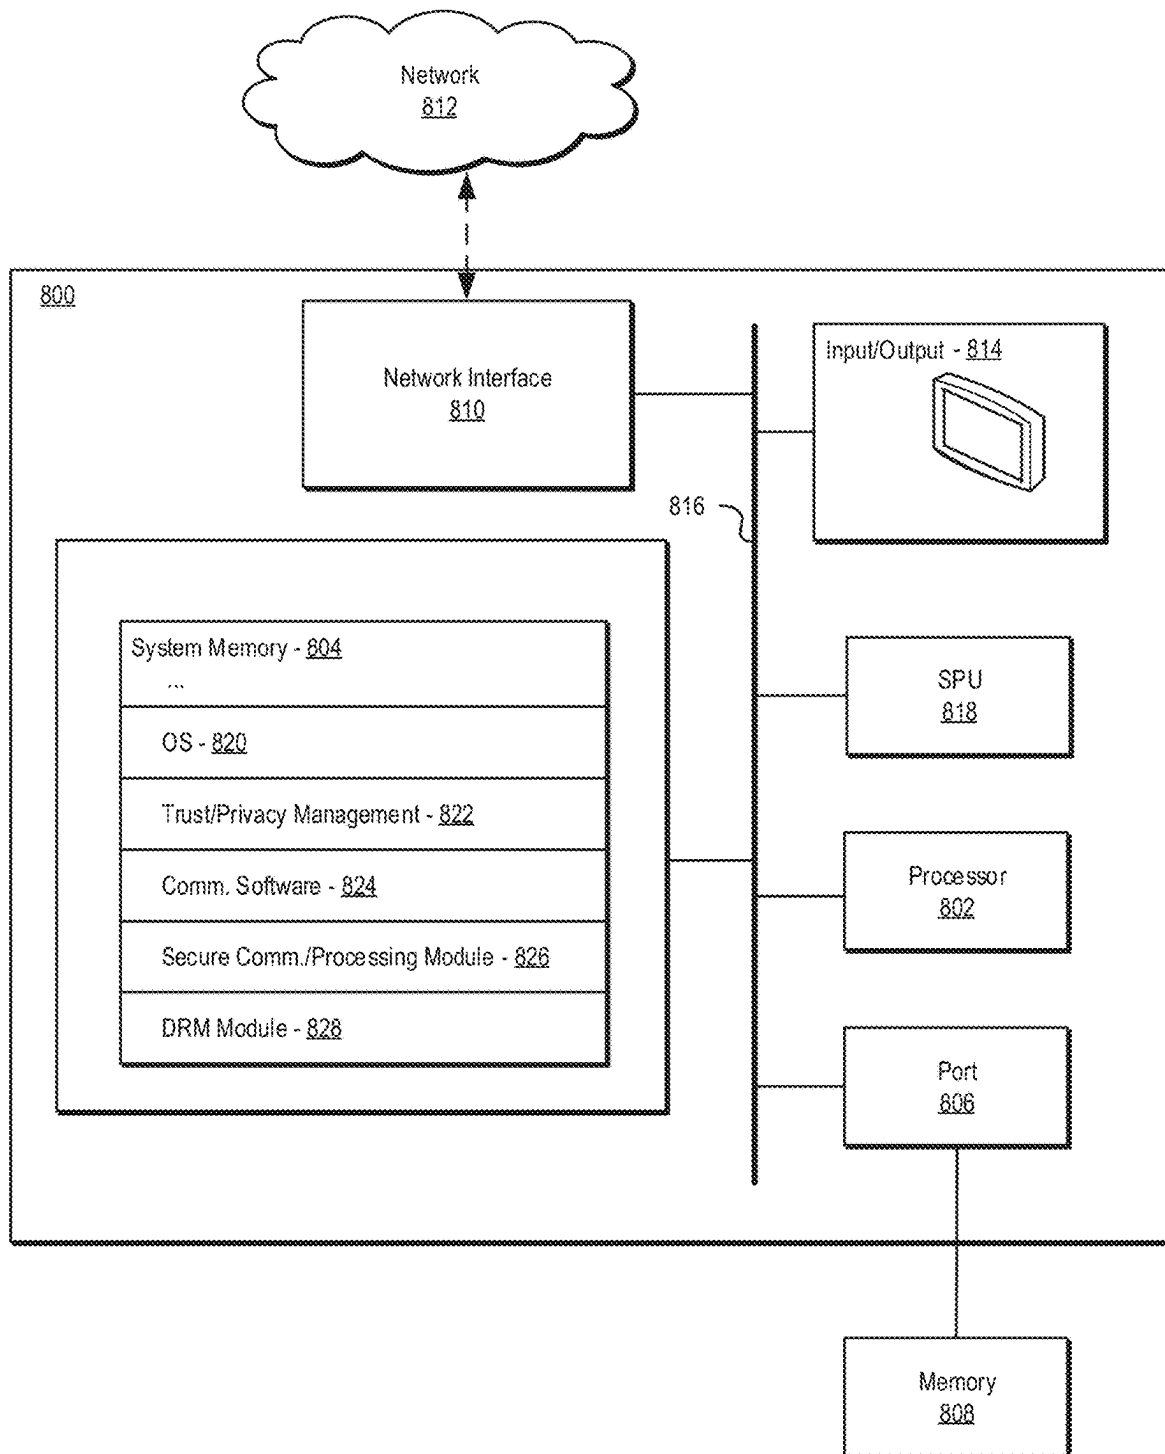 Network
812
800
Network Interface
810
Input/Output - 814
816
System Memory - 804
...
OS - 820
Trust/Privacy Management - 822
Comm. Software - 824
Secure Comm./Processing Module - 826
DRM Module - 828
SPU
818
Processor
802
Port
806
Memory
808